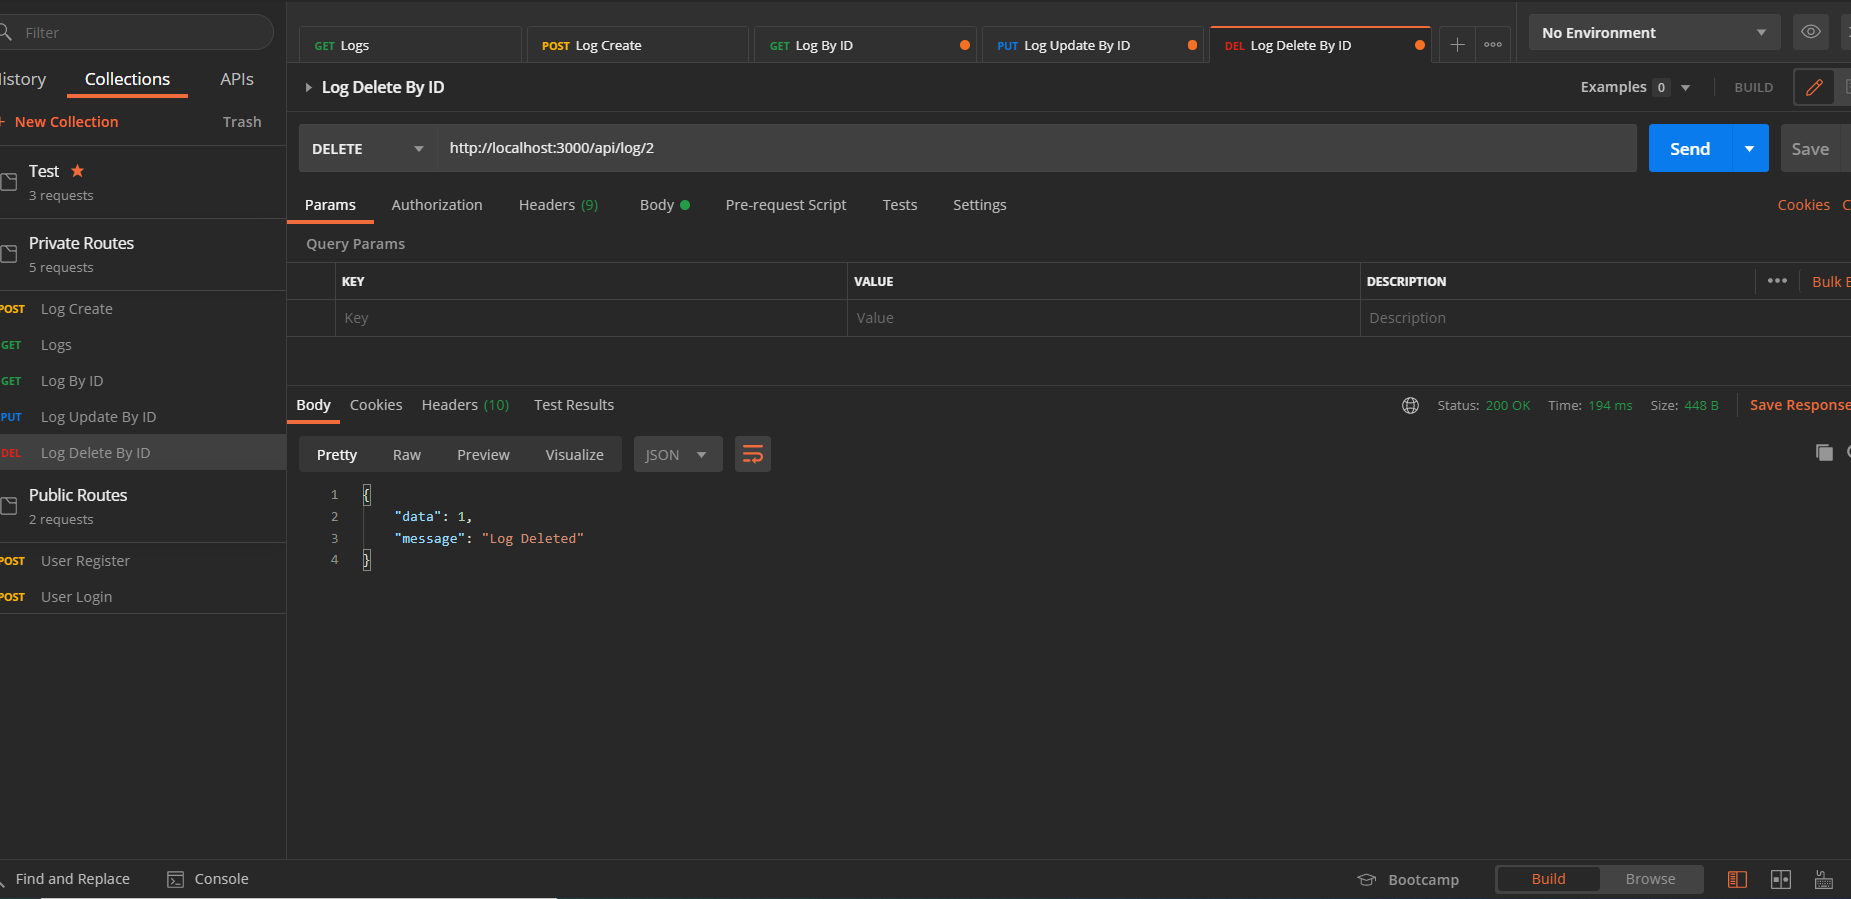 Filter
GET Logs
POST Log Create
GET Log By ID
PUT Log Update By ID
DEL Log Delete By ID
No Environment
Collections
APIs
New Collection
Trash
Test
3 requests
Private Routes
5 requests
POST Log Create
GET Logs
GET Log By ID
PUT Log Update By ID
DEL Log Delete By ID
Public Routes
2 requests
POST User Register
POST User Login
Log Delete By ID
Examples 0
BUILD
DELETE
http://localhost:3000/api/log/2
Send
Save
Params
Authorization
Headers (9)
Body
Pre-request Script
Tests
Settings
Cookies
Query Params
KEY
VALUE
DESCRIPTION
Bulk
Key
Value
Description
Body
Cookies
Headers (10)
Test Results
Status: 200 OK
Time: 194 ms
Size: 448 B
Save Response
Pretty
Raw
Preview
Visualize
JSON
1 {
2 "data": 1,
3 "message": "Log Deleted"
4 }
Find and Replace
Console
Bootcamp
Build
Browse